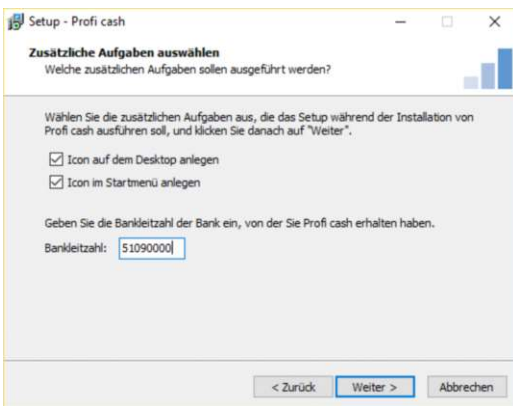 Setup - Profi cash
Zusätzliche Aufgaben auswählen
Welche zusätzlichen Aufgaben sollen ausgeführt werden?
Wählen Sie die zusätzlichen Aufgaben aus, die das Setup während der Installation von
Profi cash ausführen soll, und klicken Sie danach auf "Weiter".
Icon auf dem Desktop anlegen
Icon im Startmenü anlegen
Geben Sie die Bankleitzahl der Bank ein, von der Sie Profi cash erhalten haben.
Bankleitzahl: 51090000
< Zurück Weiter > Abbrechen